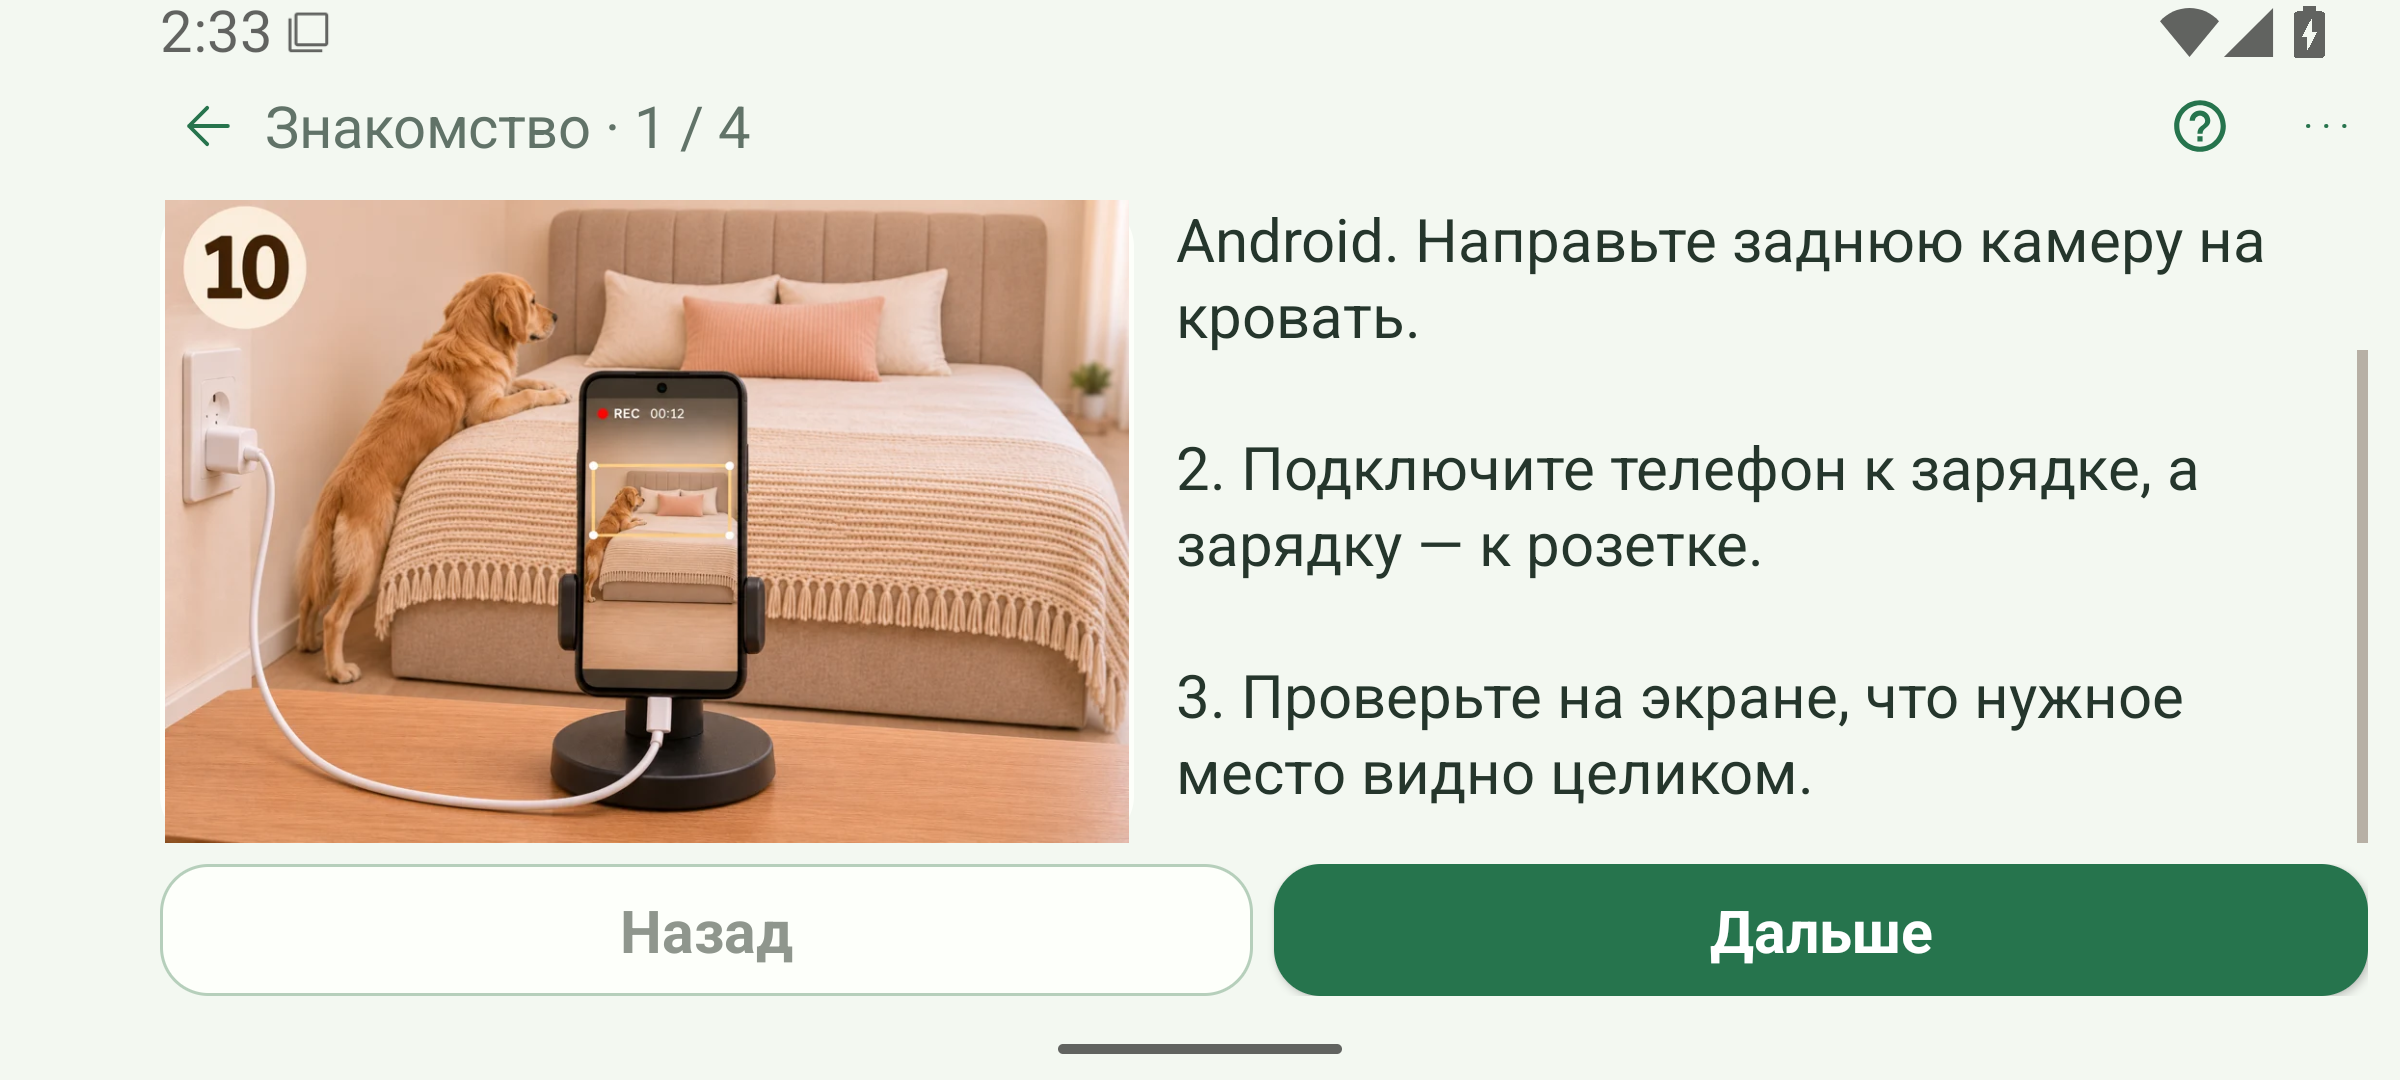 2:33
Знакомство · 1 / 4
10
REC 00:12
Android. Направьте заднюю камеру на
кровать.
2. Подключите телефон к зарядке, а
зарядку — к розетке.
3. Проверьте на экране, что нужное
место видно целиком.
Назад
Дальше